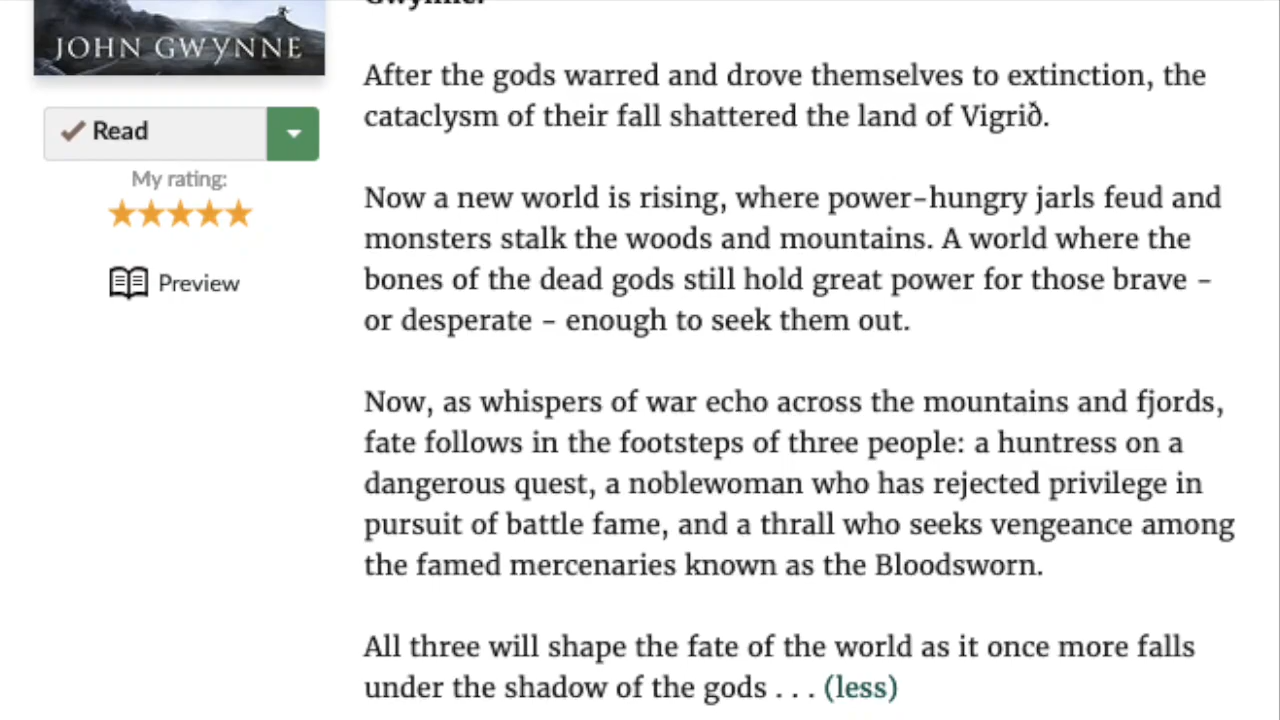 Gwynne.
JOHN GWYNNE
Read
My rating:
Preview
After the gods warred and drove themselves to extinction, the
cataclysm of their fall shattered the land of Vigrið.
Now a new world is rising, where power-hungry jarls feud and
monsters stalk the woods and mountains. A world where the
bones of the dead gods still hold great power for those brave –
or desperate – enough to seek them out.
Now, as whispers of war echo across the mountains and fjords,
fate follows in the footsteps of three people: a huntress on a
dangerous quest, a noblewoman who has rejected privilege in
pursuit of battle fame, and a thrall who seeks vengeance among
the famed mercenaries known as the Bloodsworn.
All three will shape the fate of the world as it once more falls
under the shadow of the gods . . . (less)